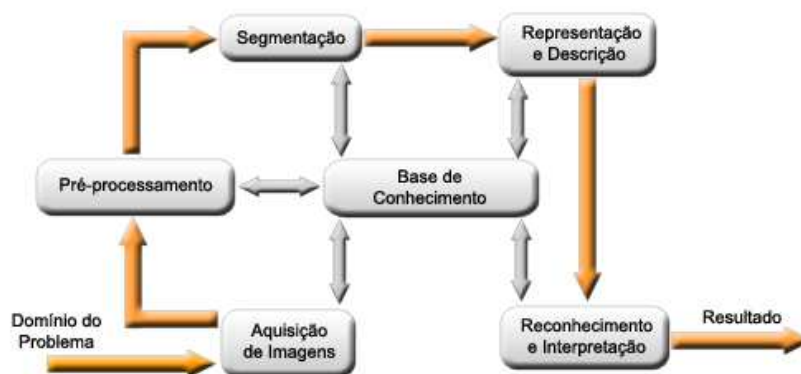 Segmentação
Representação
e Descrição
Pré-processamento
Base de
Conhecimento
Domínio do
Problema
Aquisição
de Imagens
Reconhecimento
e Interpretação
Resultado